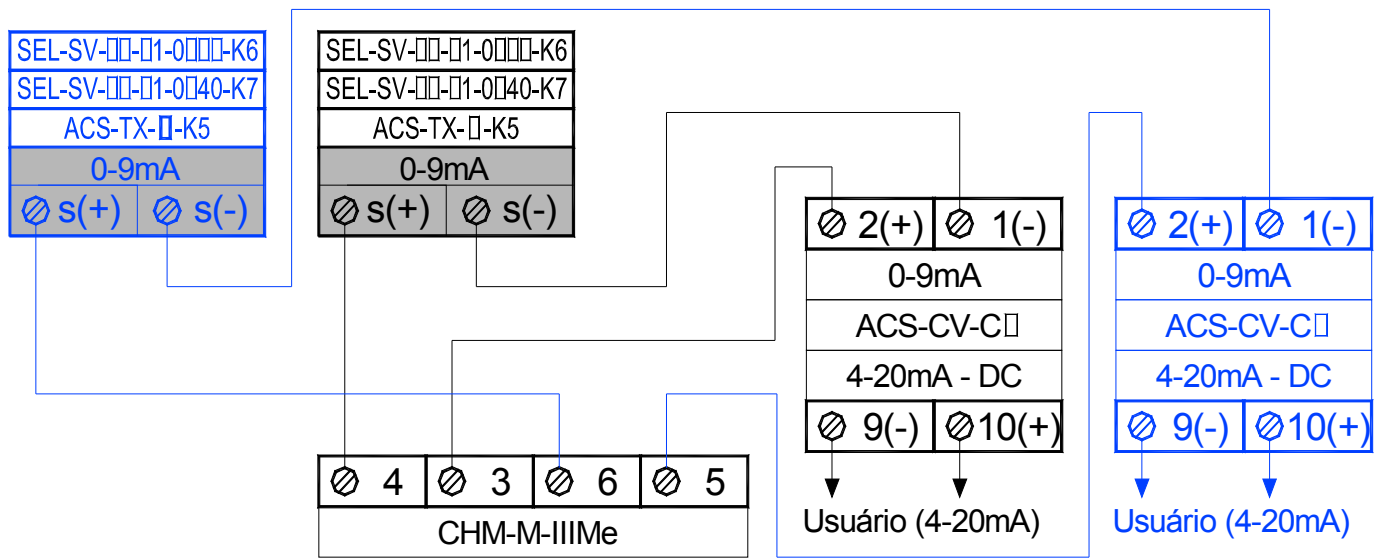 SEL-SV-▯▯-▯1-0▯▯▯-K6
SEL-SV-▯▯-▯1-0▯40-K7
ACS-TX-▯-K5
0-9mA
s(+) s(-)
SEL-SV-▯▯-▯1-0▯▯▯-K6
SEL-SV-▯▯-▯1-0▯40-K7
ACS-TX-▯-K5
0-9mA
s(+) s(-)
2(+) 1(-)
0-9mA
ACS-CV-C▯
4-20mA - DC
9(-) 10(+)
Usuário (4-20mA)
2(+) 1(-)
0-9mA
ACS-CV-C▯
4-20mA - DC
9(-) 10(+)
Usuário (4-20mA)
4 3 6 5
CHM-M-IIIMe